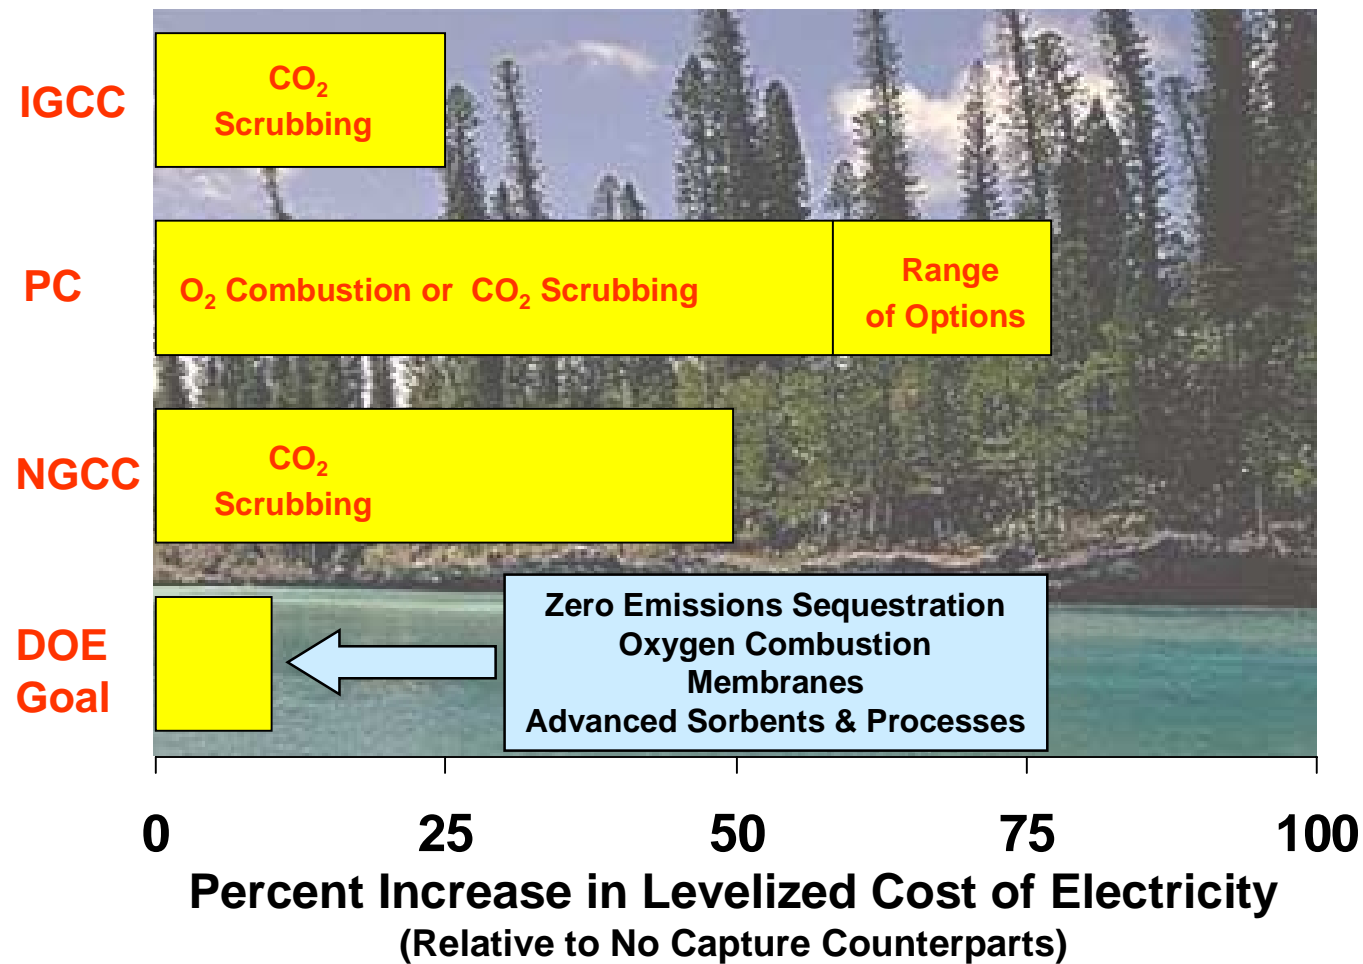 IGCC
CO₂
Scrubbing
PC
O₂ Combustion or CO₂ Scrubbing
Range
of Options
NGCC
CO₂
Scrubbing
DOE
Goal
Zero Emissions Sequestration
Oxygen Combustion
Membranes
Advanced Sorbents & Processes
0 25 50 75 100
Percent Increase in Levelized Cost of Electricity
(Relative to No Capture Counterparts)